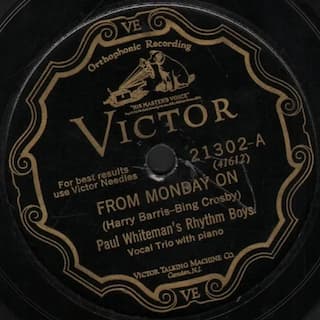 VE
Orthophonic Recording
"HIS MASTER'S VOICE"
VICTOR
For best results
use Victor Needles
21302-A
(41612)
FROM MONDAY ON
(Harry Barris-Bing Crosby)
Paul Whiteman's Rhythm Boys
Vocal Trio with piano
VICTOR TALKING MACHINE CO.
Camden, N.J.
VE